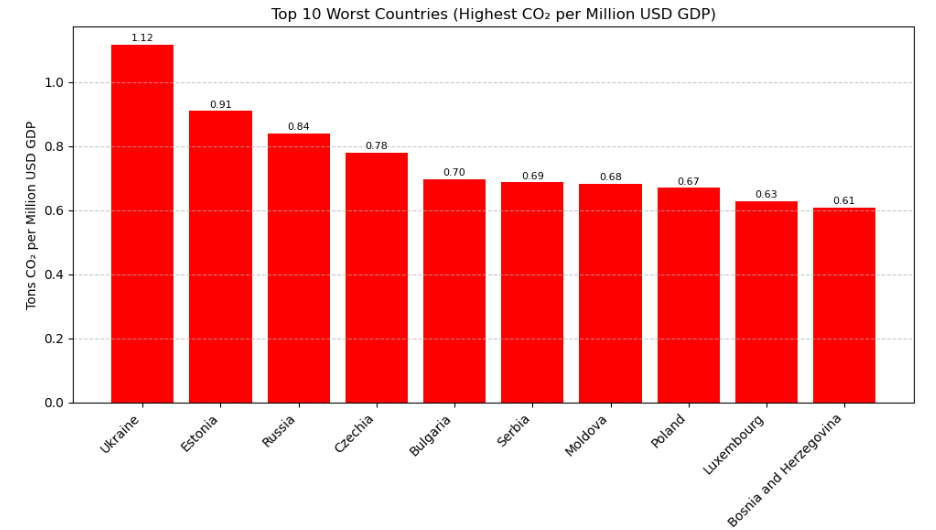 Top 10 Worst Countries (Highest CO₂ per Million USD GDP)
Tons CO₂ per Million USD GDP
1.0
0.8
0.6
0.4
0.2
0.0
1.12
0.91
0.84
0.78
0.70
0.69
0.68
0.67
0.63
0.61
Ukraine
Estonia
Russia
Czechia
Bulgaria
Serbia
Moldova
Poland
Luxembourg
Bosnia and Herzegovina